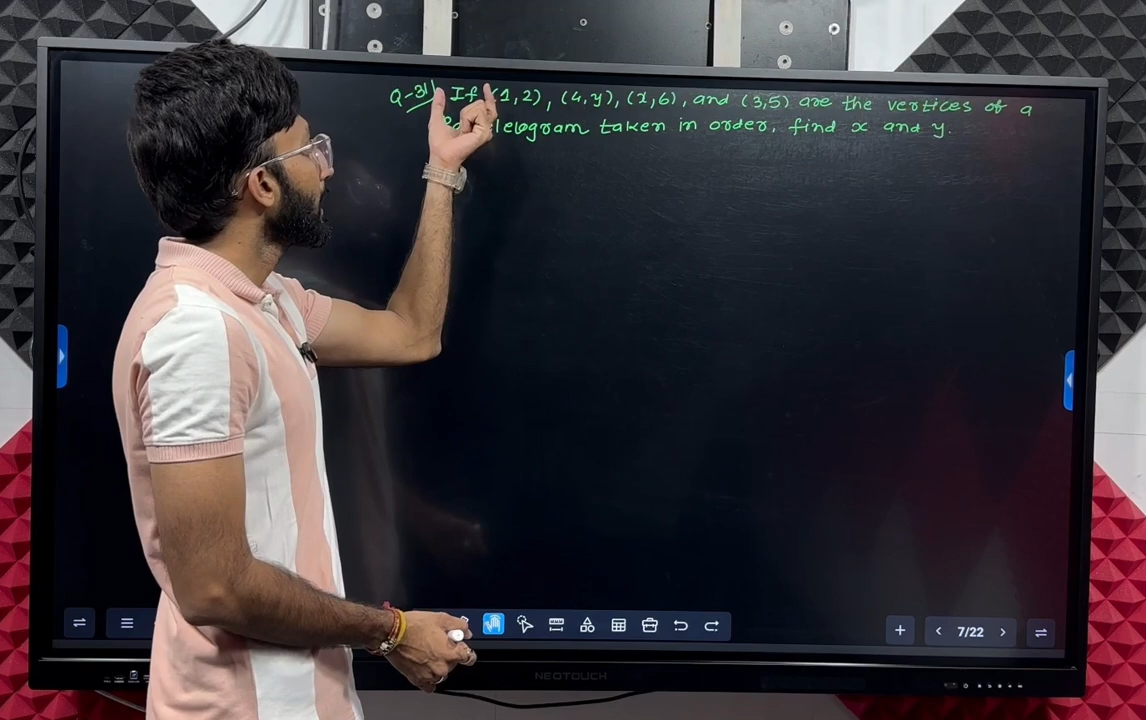 Q-31) If (1,2), (4,y), (x,6), and (3,5) are the vertices of a
taken in order, find x and y.
7/22
NEOTOUCH